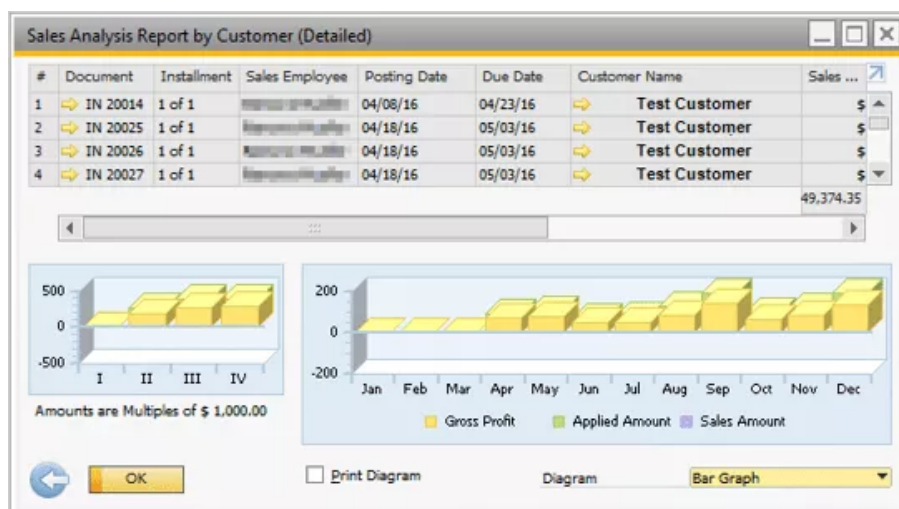 Sales Analysis Report by Customer (Detailed)
# Document Installment Sales Employee Posting Date Due Date Customer Name Sales ...
1 IN 20014 1 of 1 04/08/16 04/23/16 Test Customer $
2 IN 20025 1 of 1 04/18/16 05/03/16 Test Customer $
3 IN 20026 1 of 1 04/18/16 05/03/16 Test Customer $
4 IN 20027 1 of 1 04/18/16 05/03/16 Test Customer $
49,374.35
500
0
-500
I II III IV
Amounts are Multiples of $ 1,000.00
200
0
-200
Jan Feb Mar Apr May Jun Jul Aug Sep Oct Nov Dec
Gross Profit Applied Amount Sales Amount
OK
Print Diagram
Diagram
Bar Graph